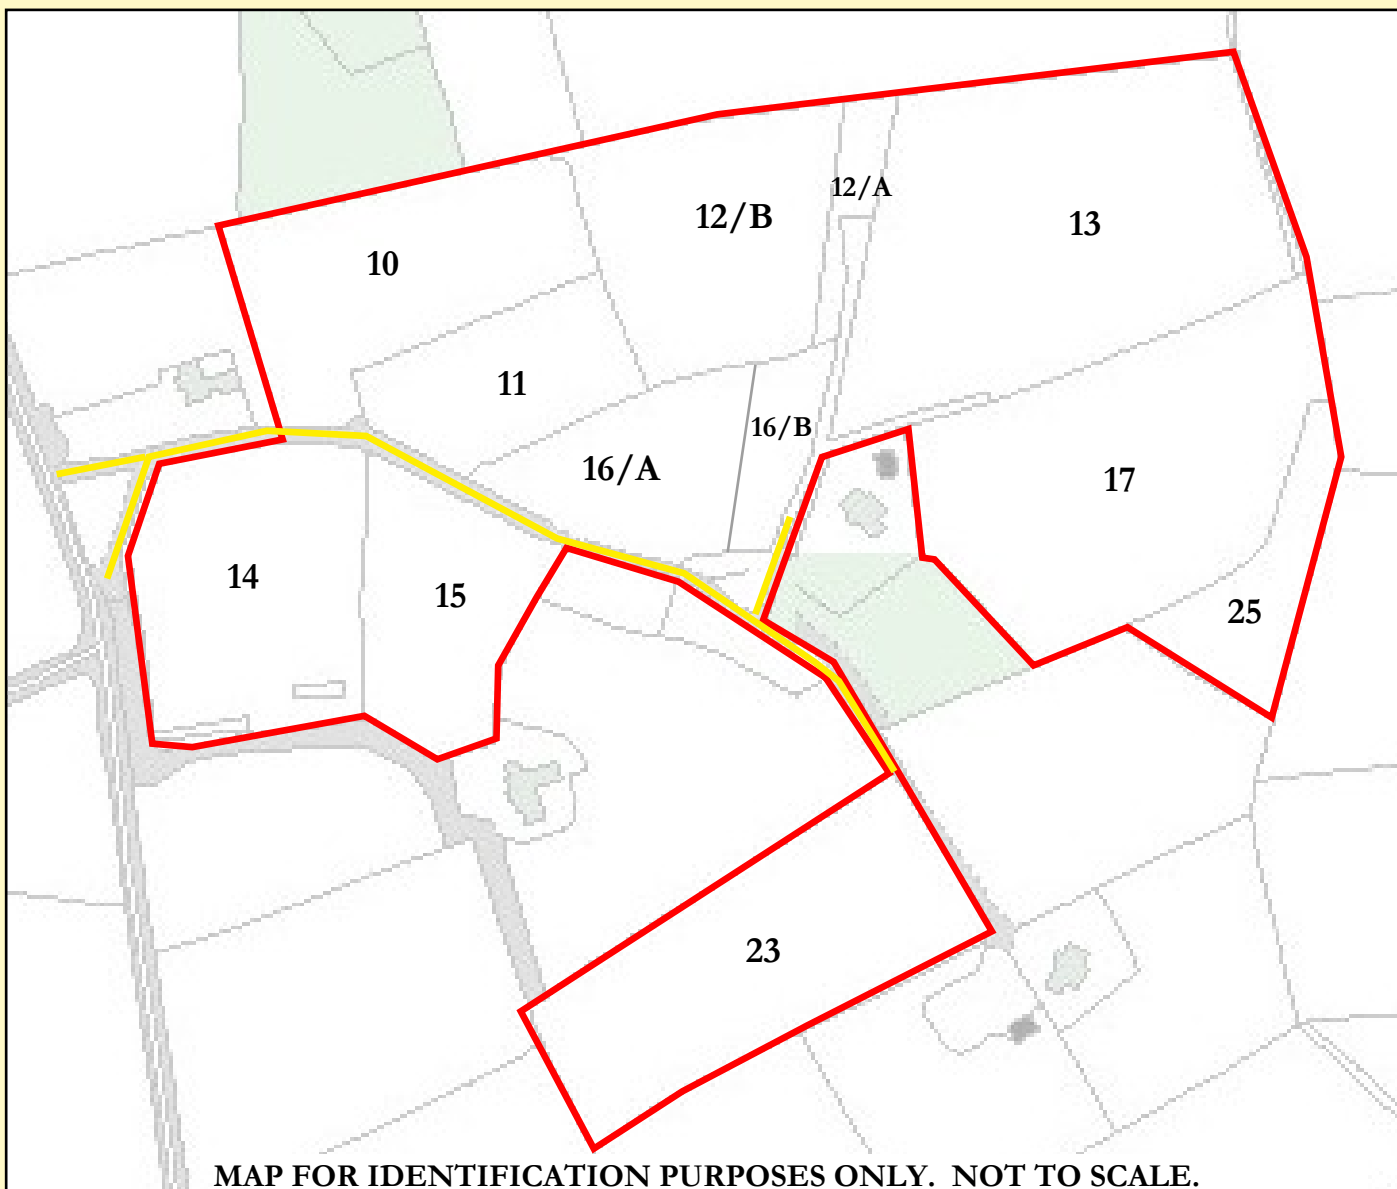 12/A
12/B
13
10
11
16/B
16/A
17
14
15
25
23
MAP FOR IDENTIFICATION PURPOSES ONLY. NOT TO SCALE.